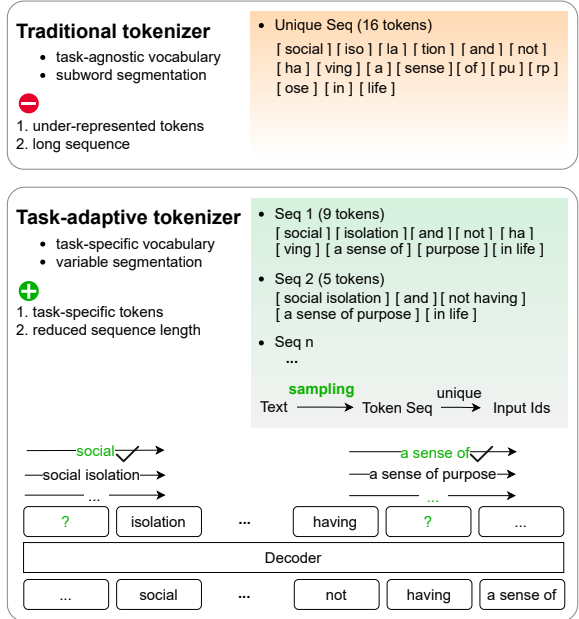 Traditional tokenizer
• task-agnostic vocabulary
• subword segmentation
1. under-represented tokens
2. long sequence
• Unique Seq (16 tokens)
[ social ] [ iso ] [ la ] [ tion ] [ and ] [ not ]
[ ha ] [ ving ] [ a ] [ sense ] [ of ] [ pu ] [ rp ]
[ ose ] [ in ] [ life ]
Task-adaptive tokenizer
• task-specific vocabulary
• variable segmentation
1. task-specific tokens
2. reduced sequence length
• Seq 1 (9 tokens)
[ social ] [ isolation ] [ and ] [ not ] [ ha ]
[ ving ] [ a sense of ] [ purpose ] [ in life ]
• Seq 2 (5 tokens)
[ social isolation ] [ and ] [ not having ]
[ a sense of purpose ] [ in life ]
• Seq n
...
sampling unique
Text Token Seq Input Ids
social a sense of
social isolation a sense of purpose
... ...
? isolation ... having ? ...
Decoder
... social ... not having a sense of